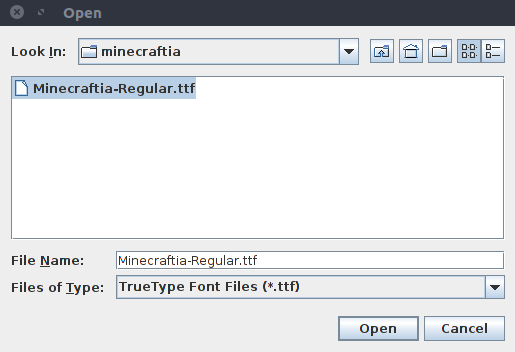 Open
Look In: minecraftia
Minecraftia-Regular.ttf
File Name: Minecraftia-Regular.ttf
Files of Type: TrueType Font Files (*.ttf)
Open Cancel